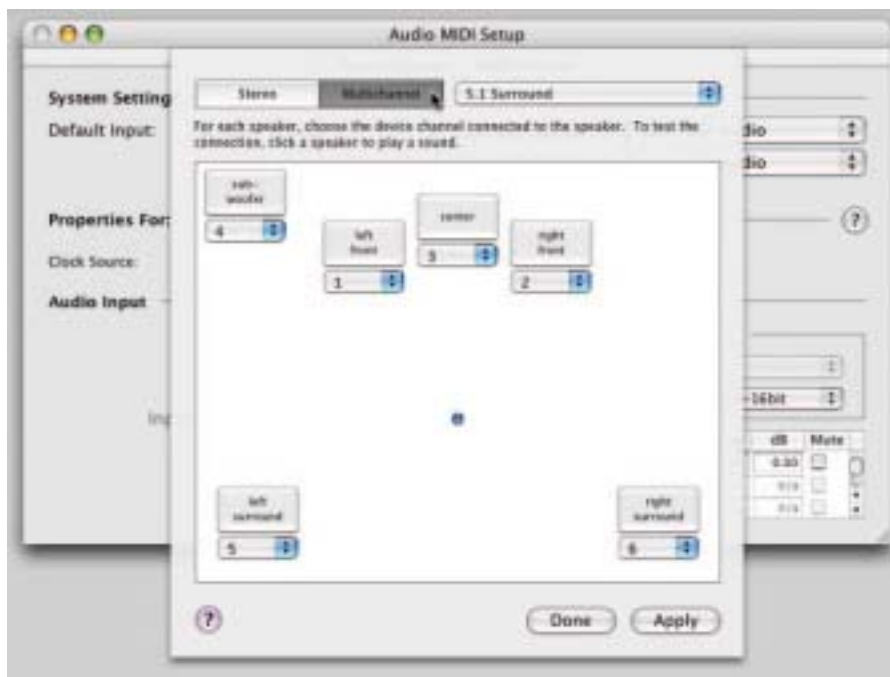 Audio MIDI Setup
Stereo
Multichannel
5.1 Surround
For each speaker, choose the device channel connected to the speaker. To test the
connection, click a speaker to play a sound.
System Setting
Default Input:
dio
dio
Properties For:
?
Clock Source:
Audio Input
Inp
-16bit
dB Mute
0.00
n/a
n/a
sub-
woofer
4
left
front
1
center
3
right
front
2
left
surround
5
right
surround
6
?
Done
Apply